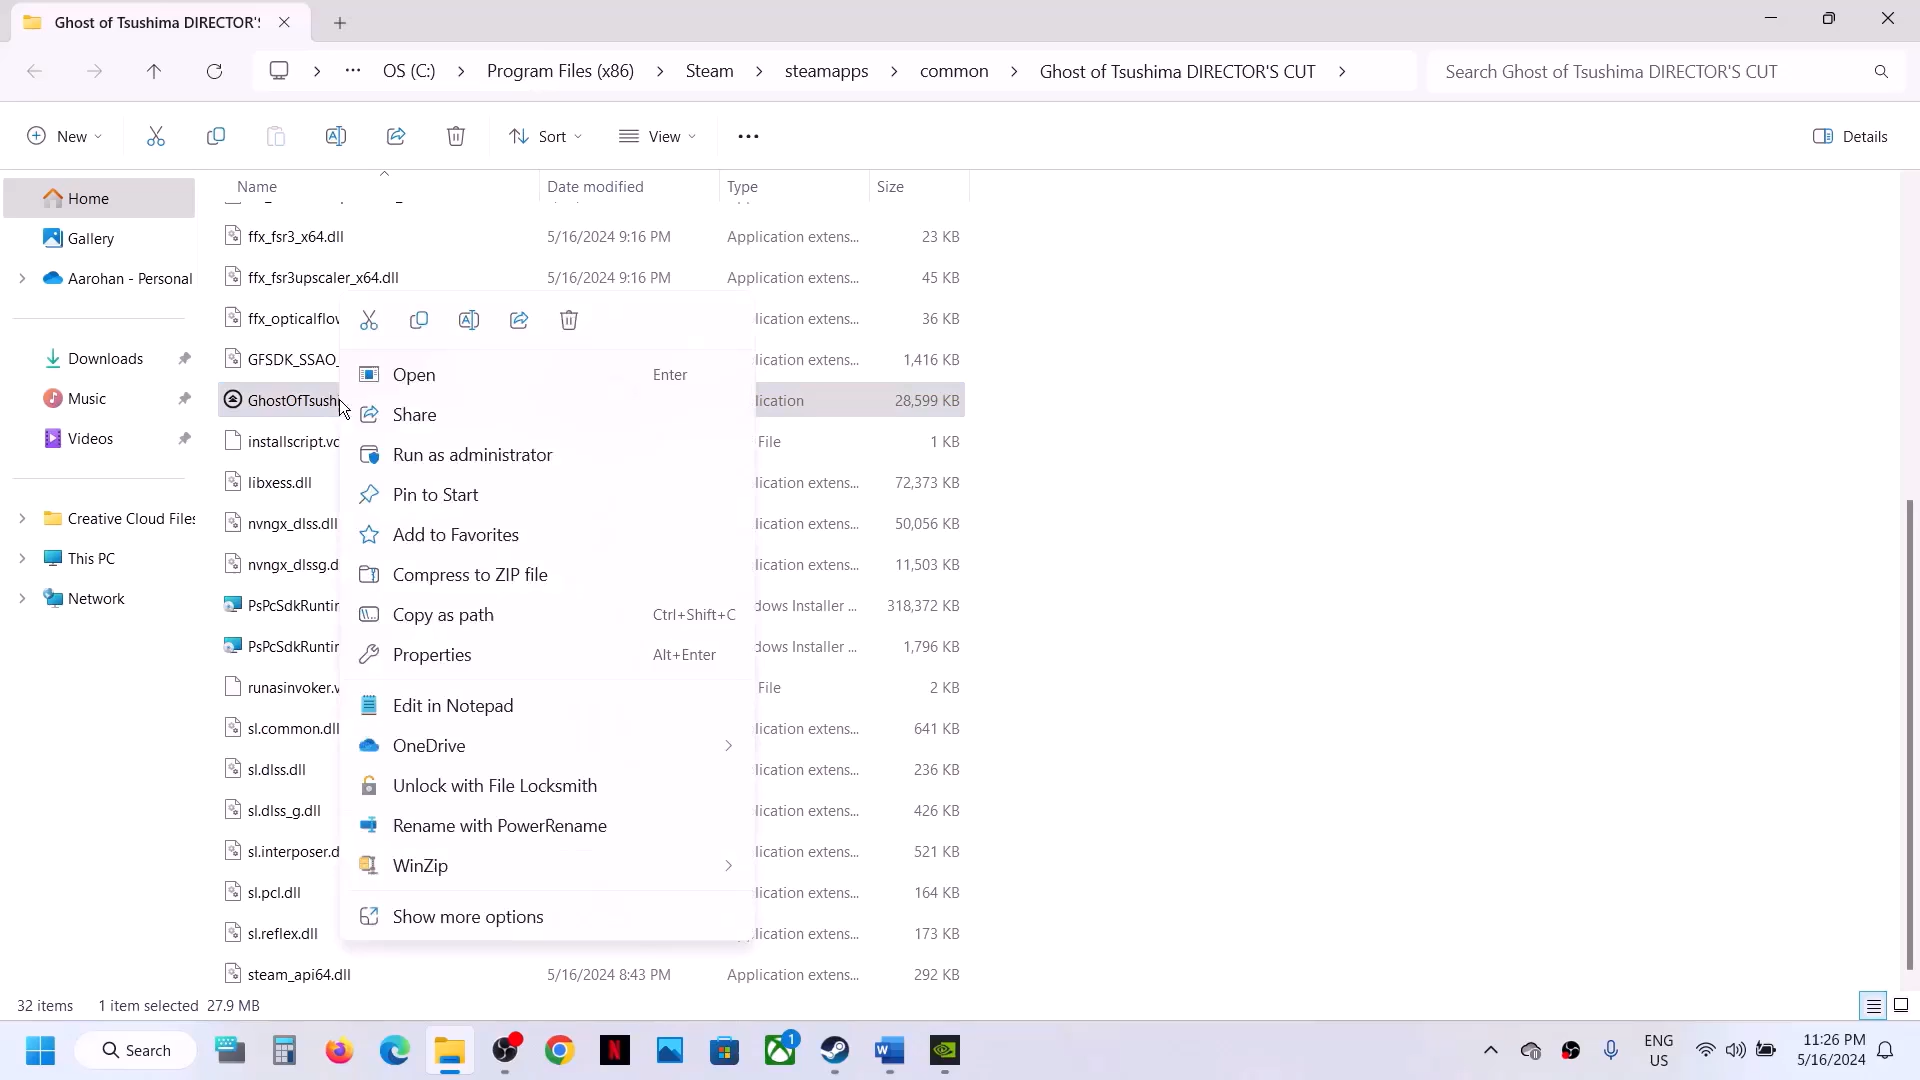 Ghost of Tsushima DIRECTOR'S
OS (C:) Program Files (x86) Steam steamapps common Ghost of Tsushima DIRECTOR'S CUT
Search Ghost of Tsushima DIRECTOR'S CUT
New Sort View Details
Name Date modified Type Size
Home
Gallery
Aarohan - Personal
Downloads
Music
Videos
Creative Cloud Files
This PC
Network
ffx_fsr3_x64.dll 5/16/2024 9:16 PM Application extens... 23 KB
ffx_fsr3upscaler_x64.dll 5/16/2024 9:16 PM Application extens... 45 KB
ffx_opticalflow lication extens... 36 KB
GFSDK_SSAO_ lication extens... 1,416 KB
GhostOfTsush lication 28,599 KB
installscript.vd File 1 KB
libxess.dll lication extens... 72,373 KB
nvngx_dlss.dll lication extens... 50,056 KB
nvngx_dlssg.d lication extens... 11,503 KB
PsPcSdkRuntin dows Installer ... 318,372 KB
PsPcSdkRuntin dows Installer ... 1,796 KB
runasinvoker.v File 2 KB
sl.common.dll lication extens... 641 KB
sl.dlss.dll lication extens... 236 KB
sl.dlss_g.dll lication extens... 426 KB
sl.interposer.d lication extens... 521 KB
sl.pcl.dll lication extens... 164 KB
sl.reflex.dll lication extens... 173 KB
steam_api64.dll 5/16/2024 8:43 PM Application extens... 292 KB
Open Enter
Share
Run as administrator
Pin to Start
Add to Favorites
Compress to ZIP file
Copy as path Ctrl+Shift+C
Properties Alt+Enter
Edit in Notepad
OneDrive
Unlock with File Locksmith
Rename with PowerRename
WinZip
Show more options
32 items 1 item selected 27.9 MB
Search
1
ENG
US
11:26 PM
5/16/2024